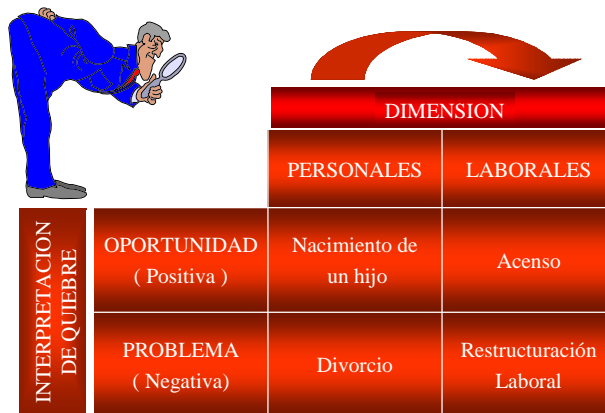 DIMENSION
PERSONALES
LABORALES
INTERPRETACION
DE QUIEBRE
OPORTUNIDAD
( Positiva )
Nacimiento de
un hijo
Acenso
PROBLEMA
( Negativa)
Divorcio
Restructuración
Laboral